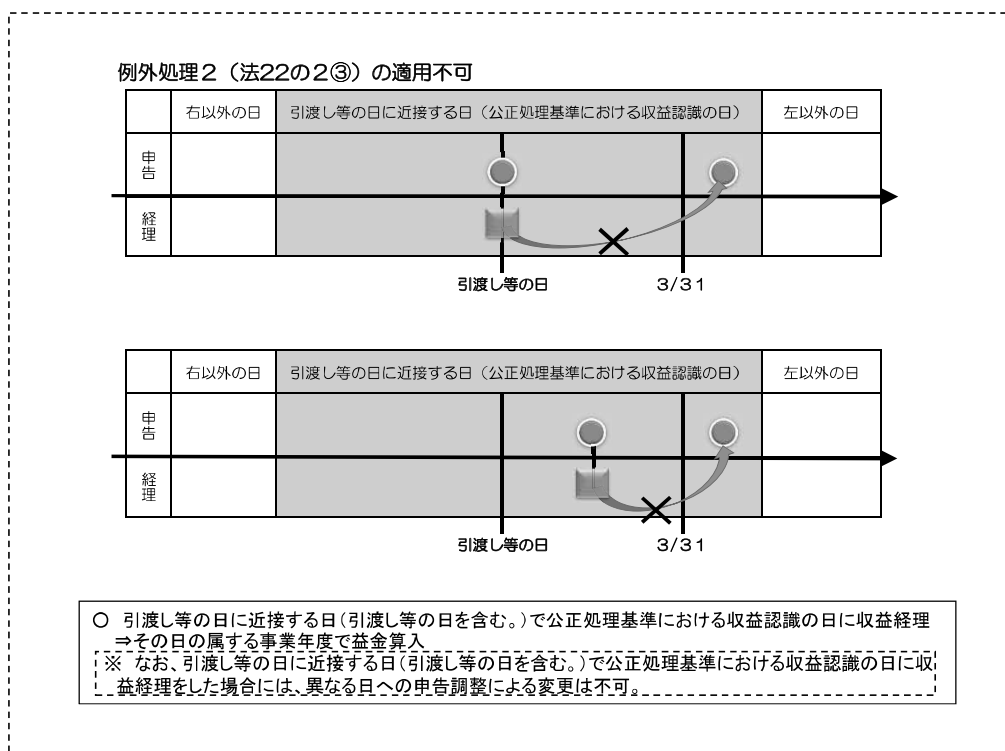 例外処理２（法22の２③）の適用不可
右以外の日
引渡し等の日に近接する日（公正処理基準における収益認識の日）
左以外の日
申告
経理
引渡し等の日
３/３１
右以外の日
引渡し等の日に近接する日（公正処理基準における収益認識の日）
左以外の日
申告
経理
引渡し等の日
３/３１
○　引渡し等の日に近接する日(引渡し等の日を含む。)で公正処理基準における収益認識の日に収益経理
⇒その日の属する事業年度で益金算入
※　なお、引渡し等の日に近接する日(引渡し等の日を含む。)で公正処理基準における収益認識の日に収
益経理をした場合には、異なる日への申告調整による変更は不可。